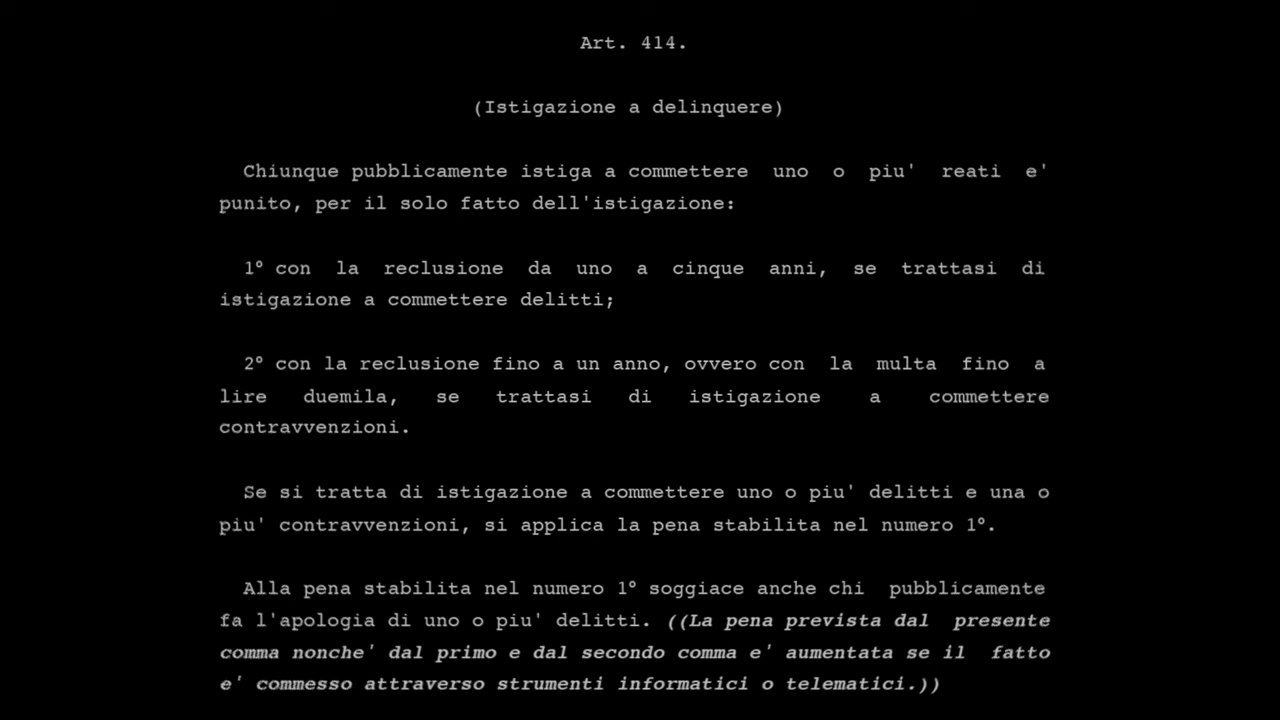 Art. 414.
(Istigazione a delinquere)
Chiunque pubblicamente istiga a commettere uno o piu' reati e'
punito, per il solo fatto dell'istigazione:
1° con la reclusione da uno a cinque anni, se trattasi di
istigazione a commettere delitti;
2° con la reclusione fino a un anno, ovvero con la multa fino a
lire duemila, se trattasi di istigazione a commettere
contravvenzioni.
Se si tratta di istigazione a commettere uno o piu' delitti e una o
piu' contravvenzioni, si applica la pena stabilita nel numero 1°.
Alla pena stabilita nel numero 1° soggiace anche chi pubblicamente
fa l'apologia di uno o piu' delitti. ((La pena prevista dal presente
comma nonche' dal primo e dal secondo comma e' aumentata se il fatto
e' commesso attraverso strumenti informatici o telematici.))